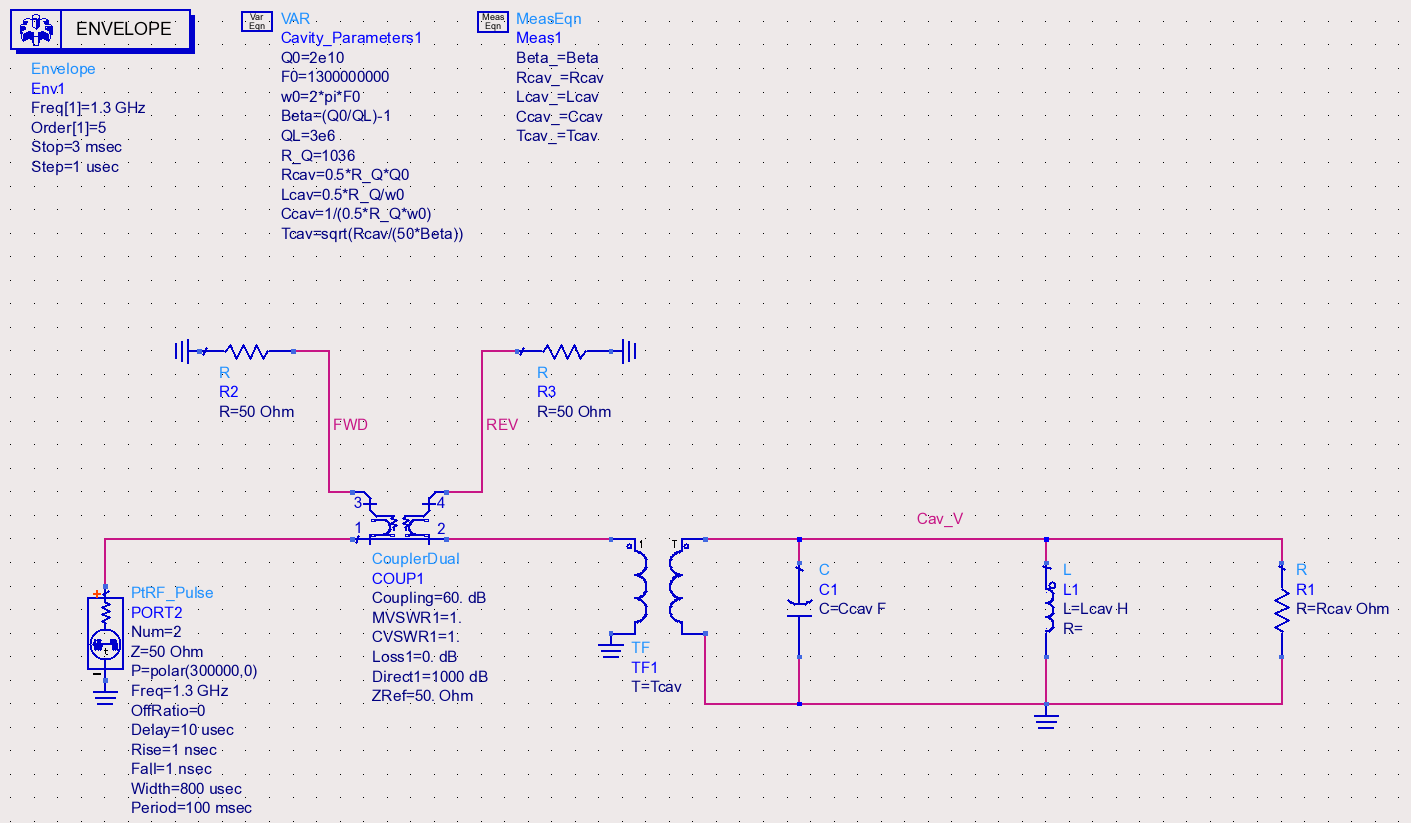 ENVELOPE
Envelope
Env1
Freq[1]=1.3 GHz
Order[1]=5
Stop=3 msec
Step=1 usec
Var
Eqn
VAR
Cavity_Parameters1
Q0=2e10
F0=1300000000
w0=2*pi*F0
Beta=(Q0/QL)-1
QL=3e6
R_Q=1036
Rcav=0.5*R_Q*Q0
Lcav=0.5*R_Q/w0
Ccav=1/(0.5*R_Q*w0)
Tcav=sqrt(Rcav/(50*Beta))
Meas
Eqn
MeasEqn
Meas1
Beta_=Beta
Rcav_=Rcav
Lcav_=Lcav
Ccav_=Ccav
Tcav_=Tcav
R
R2
R=50 Ohm
FWD
R
R3
R=50 Ohm
REV
3
4
1
2
CouplerDual
COUP1
Coupling=60. dB
MVSWR1=1.
CVSWR1=1.
Loss1=0. dB
Direct1=1000 dB
ZRef=50. Ohm
+
t
−
PtRF_Pulse
PORT2
Num=2
Z=50 Ohm
P=polar(300000,0)
Freq=1.3 GHz
OffRatio=0
Delay=10 usec
Rise=1 nsec
Fall=1 nsec
Width=800 usec
Period=100 msec
1
T
TF
TF1
T=Tcav
Cav_V
C
C1
C=Ccav F
L
L1
L=Lcav H
R=
R
R1
R=Rcav Ohm